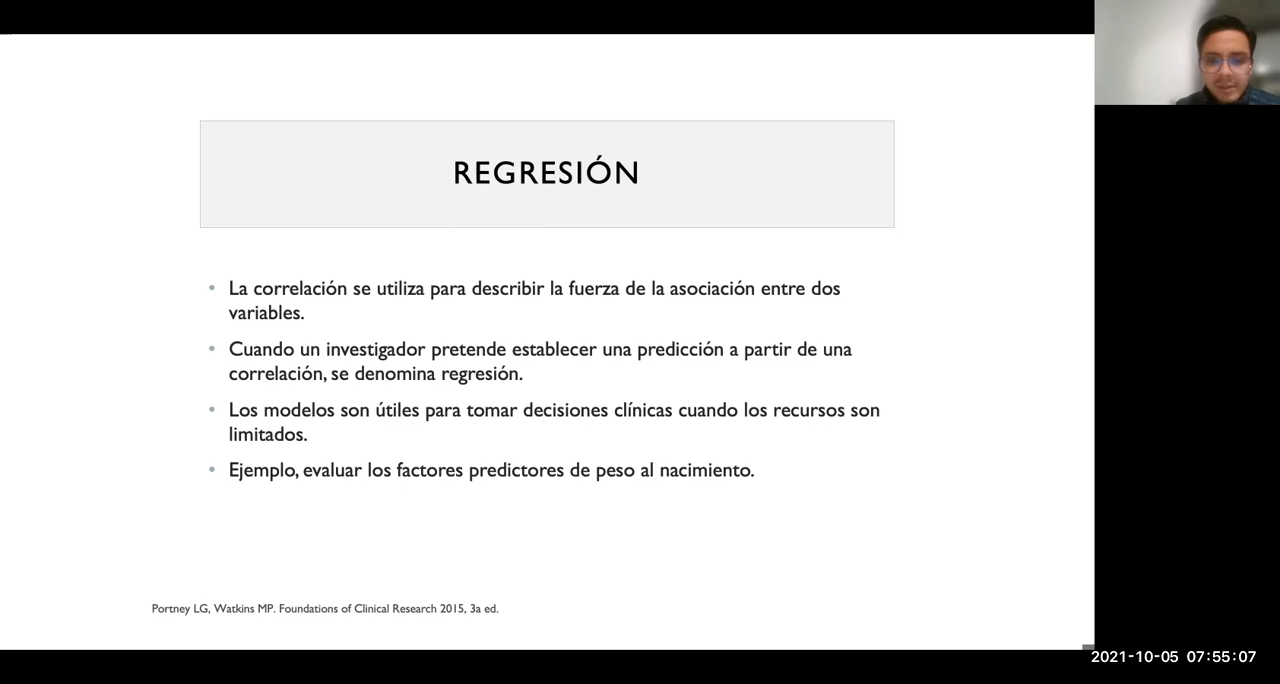 REGRESIÓN
• La correlación se utiliza para describir la fuerza de la asociación entre dos
variables.
• Cuando un investigador pretende establecer una predicción a partir de una
correlación, se denomina regresión.
• Los modelos son útiles para tomar decisiones clínicas cuando los recursos son
limitados.
• Ejemplo, evaluar los factores predictores de peso al nacimiento.
Portney LG, Watkins MP. Foundations of Clinical Research 2015, 3a ed.
2021-10-05 07:55:07